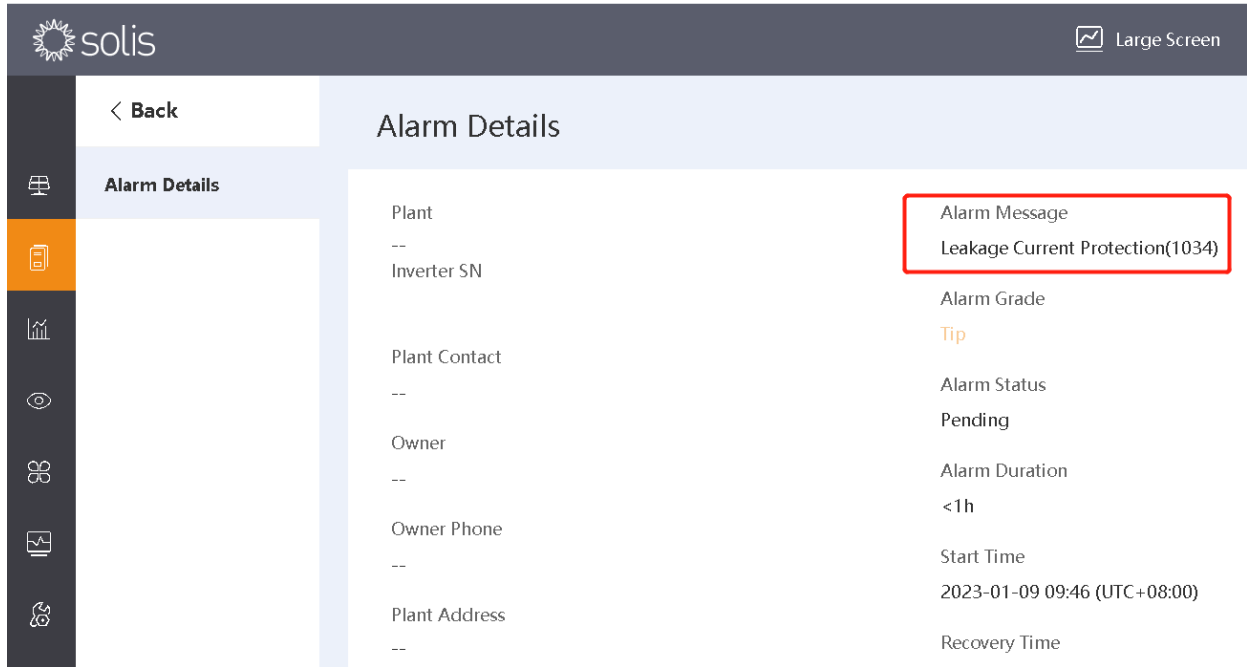 solis
Large Screen
Back
Alarm Details
Alarm Details
Plant
--
Inverter SN
Plant Contact
--
Owner
--
Owner Phone
--
Plant Address
--
Alarm Message
Leakage Current Protection(1034)
Alarm Grade
Tip
Alarm Status
Pending
Alarm Duration
<1h
Start Time
2023-01-09 09:46 (UTC+08:00)
Recovery Time